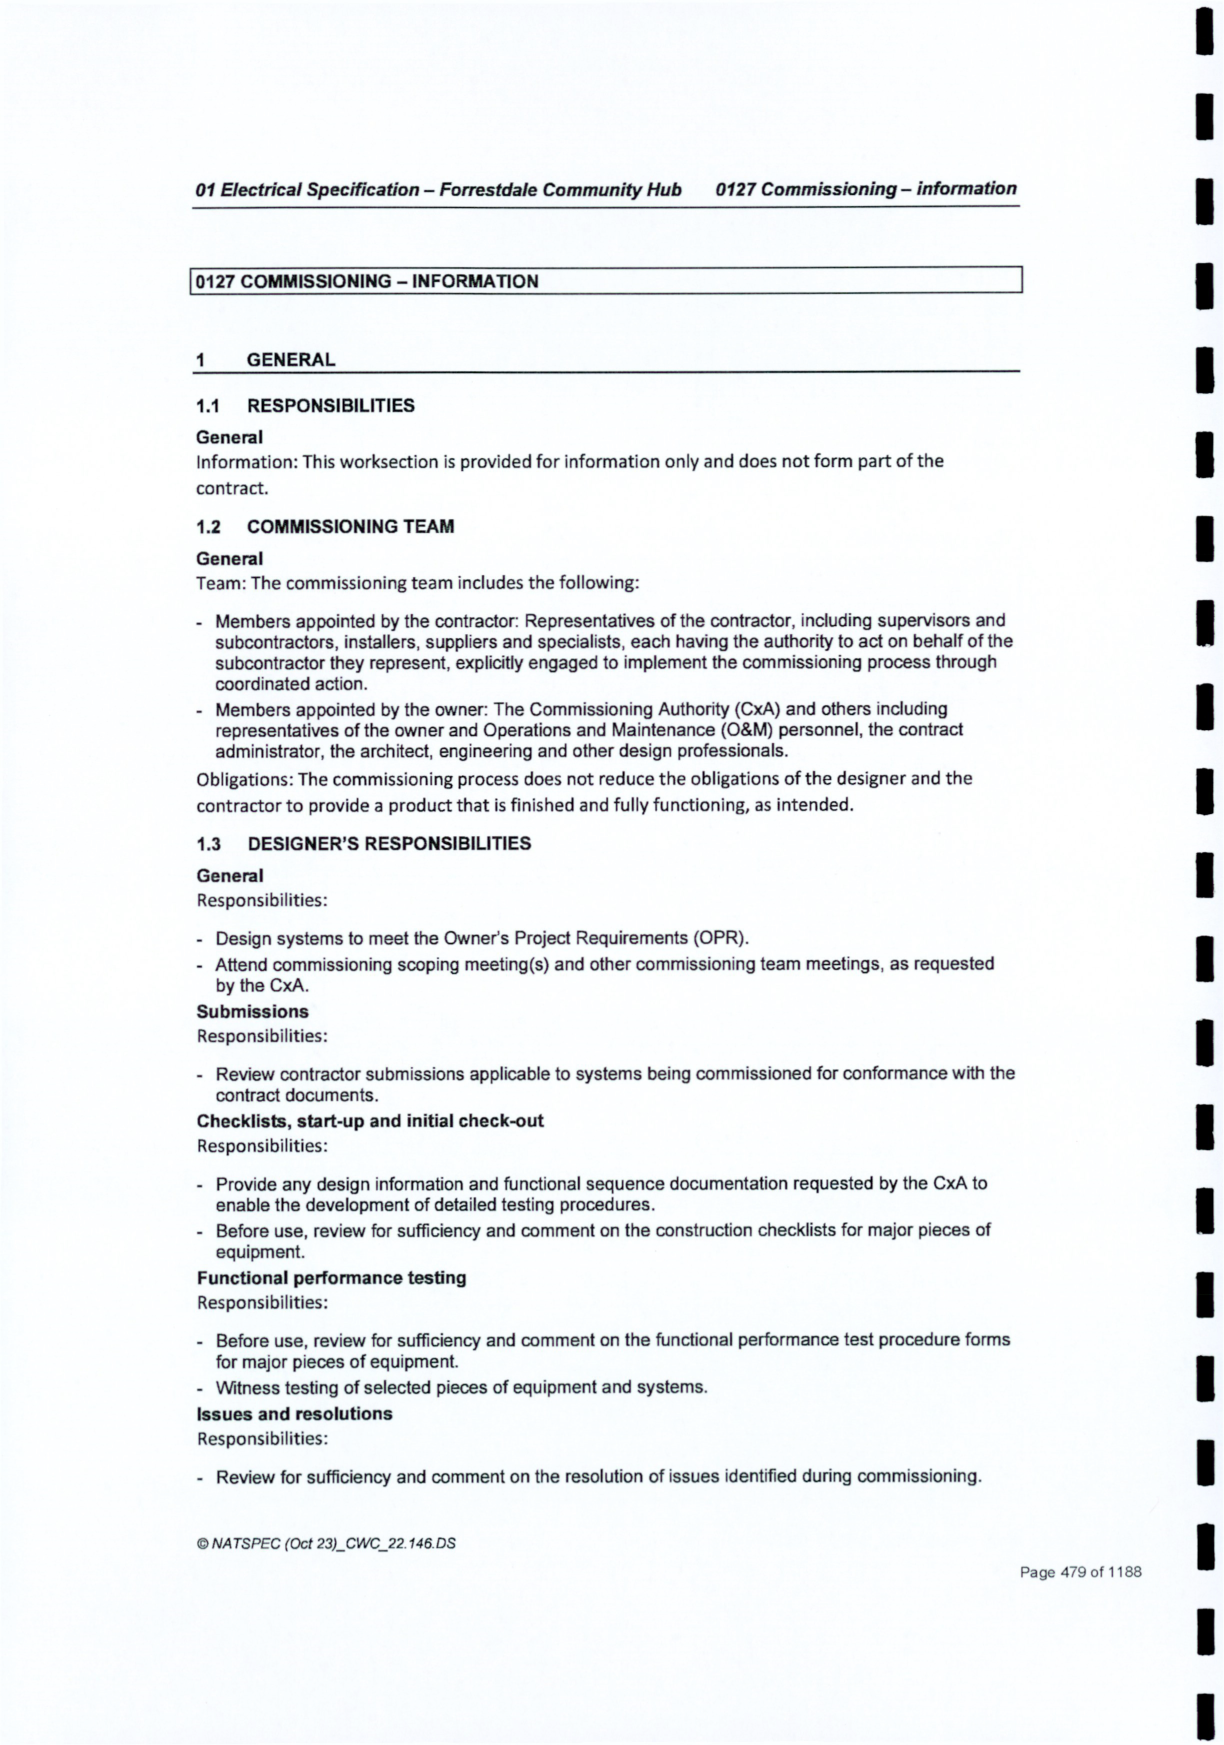 01 Electrical Specification – Forrestdale Community Hub 0127 Commissioning – information
0127 COMMISSIONING – INFORMATION
1 GENERAL
1.1 RESPONSIBILITIES
General
Information: This worksection is provided for information only and does not form part of the
contract.
1.2 COMMISSIONING TEAM
General
Team: The commissioning team includes the following:
- Members appointed by the contractor: Representatives of the contractor, including supervisors and
subcontractors, installers, suppliers and specialists, each having the authority to act on behalf of the
subcontractor they represent, explicitly engaged to implement the commissioning process through
coordinated action.
- Members appointed by the owner: The Commissioning Authority (CxA) and others including
representatives of the owner and Operations and Maintenance (O&M) personnel, the contract
administrator, the architect, engineering and other design professionals.
Obligations: The commissioning process does not reduce the obligations of the designer and the
contractor to provide a product that is finished and fully functioning, as intended.
1.3 DESIGNER'S RESPONSIBILITIES
General
Responsibilities:
- Design systems to meet the Owner's Project Requirements (OPR).
- Attend commissioning scoping meeting(s) and other commissioning team meetings, as requested
by the CxA.
Submissions
Responsibilities:
- Review contractor submissions applicable to systems being commissioned for conformance with the
contract documents.
Checklists, start-up and initial check-out
Responsibilities:
- Provide any design information and functional sequence documentation requested by the CxA to
enable the development of detailed testing procedures.
- Before use, review for sufficiency and comment on the construction checklists for major pieces of
equipment.
Functional performance testing
Responsibilities:
- Before use, review for sufficiency and comment on the functional performance test procedure forms
for major pieces of equipment.
- Witness testing of selected pieces of equipment and systems.
Issues and resolutions
Responsibilities:
- Review for sufficiency and comment on the resolution of issues identified during commissioning.
© NATSPEC (Oct 23)_CWC_22.146.DS
Page 479 of 1188